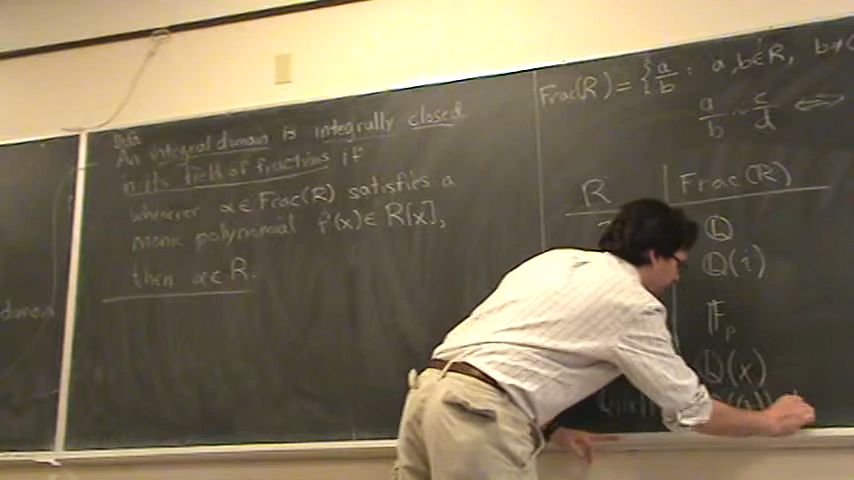 Defn
An integral domain is integrally closed
in its field of fractions if
whenever α ∈ Frac(R) satisfies a
monic polynomial f(x) ∈ R[x],
then α ∈ R.
domain
Frac(R) = { a/b : a, b ∈ R, b ≠ 0
a/b ~ c/d ⟺
R Frac(R)
ℚ
ℚ(i)
𝔽_p
ℚ(x)